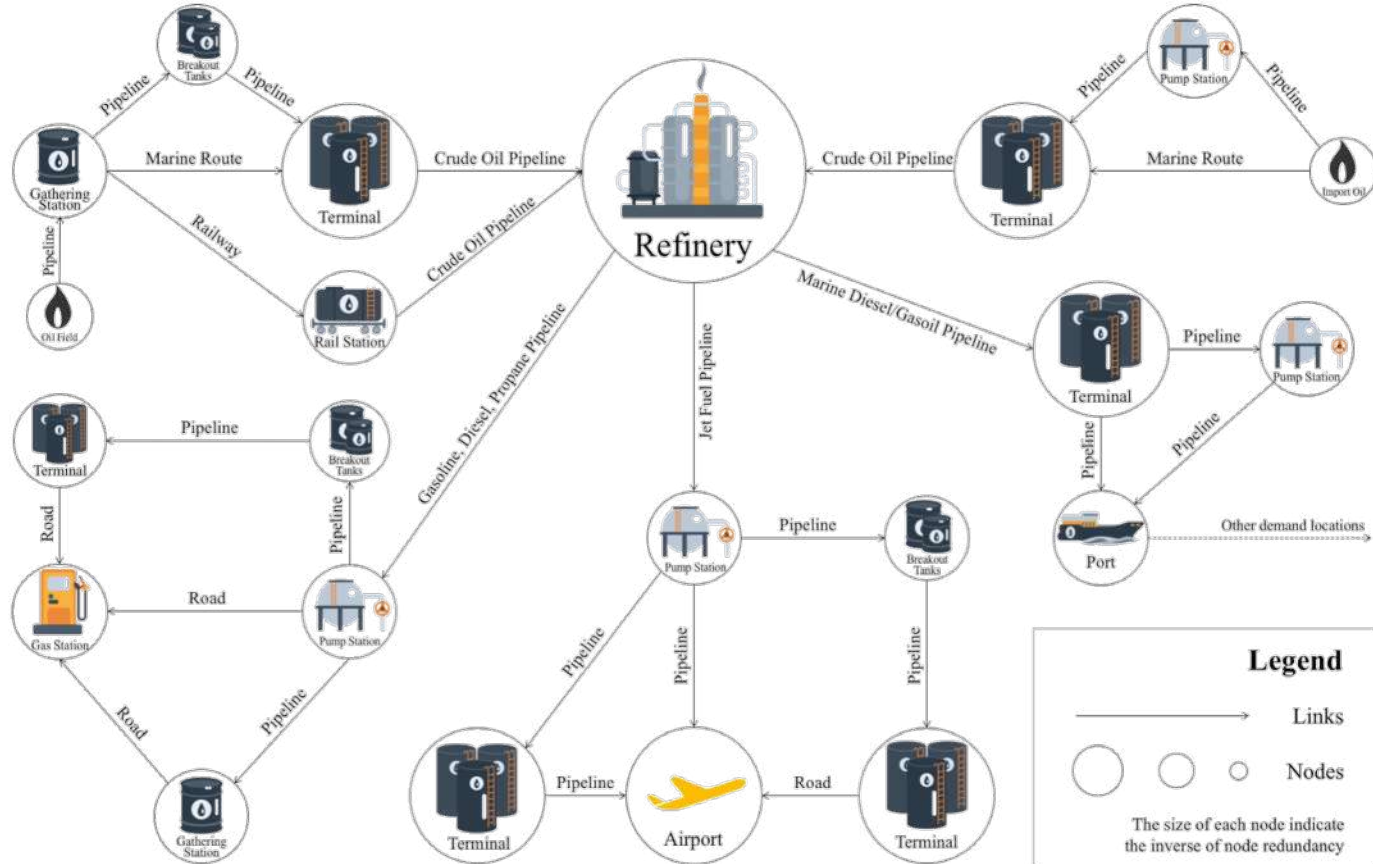 Breakout
Tanks
Pipeline
Pipeline
Gathering
Station
Marine Route
Terminal
Crude Oil Pipeline
Pipeline
Railway
Crude Oil Pipeline
Oil Field
Rail Station
Refinery
Pump Station
Pipeline
Pipeline
Crude Oil Pipeline
Terminal
Marine Route
Import Oil
Marine Diesel/Gasoil Pipeline
Terminal
Pipeline
Pump Station
Pipeline
Pipeline
Port
Other demand locations
Gasoline, Diesel, Propane Pipeline
Jet Fuel Pipeline
Terminal
Pipeline
Breakout
Tanks
Road
Pipeline
Gas Station
Road
Pump Station
Road
Pipeline
Gathering
Station
Pump Station
Pipeline
Breakout
Tanks
Pipeline
Pipeline
Pipeline
Terminal
Pipeline
Airport
Road
Terminal
Legend
Links
Nodes
The size of each node indicate
the inverse of node redundancy